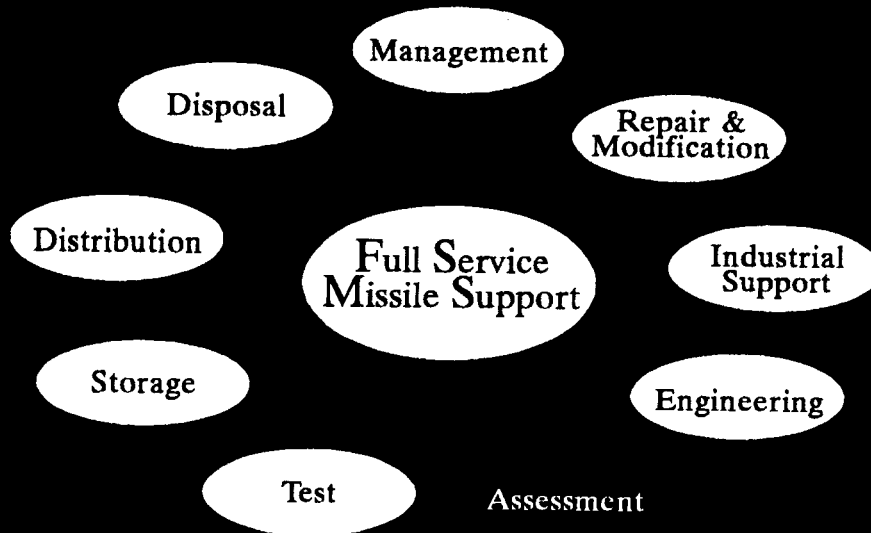 Management
Disposal
Repair &
Modification
Distribution
Full Service
Missile Support
Industrial
Support
Storage
Engineering
Test
Assessment